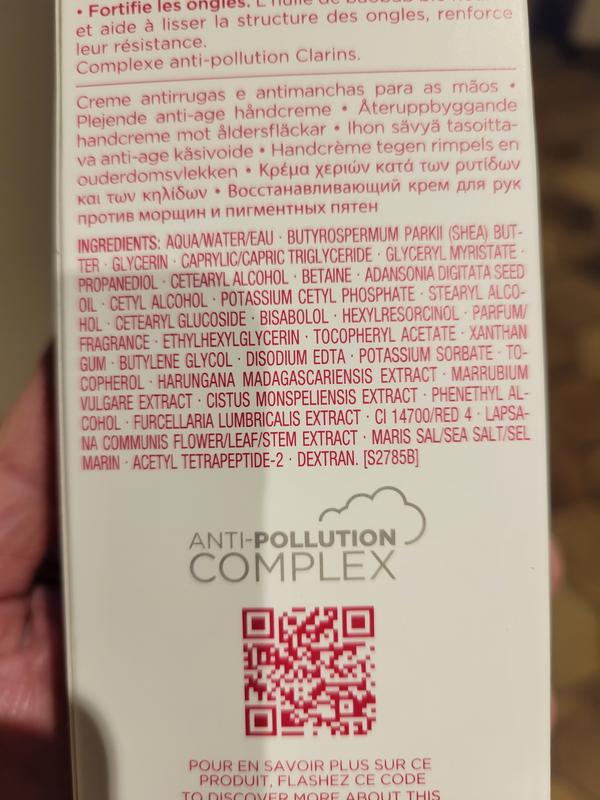 • Fortifie les ongles. L'huile de baobab bio
et aide à lisser la structure des ongles, renforce
leur résistance.
Complexe anti-pollution Clarins.
Creme antirrugas e antimanchas para as mãos •
Plejende anti-age håndcreme • Återuppbyggande
handcreme mot åldersfläckar • Ihon sävyä tasoitta-
va anti-age käsivoide • Handcrème tegen rimpels en
ouderdomsvlekken • Κρέμα χεριών κατά των ρυτίδων
και των κηλίδων • Восстанавливающий крем для рук
против морщин и пигментных пятен
INGREDIENTS: AQUA/WATER/EAU · BUTYROSPERMUM PARKII (SHEA) BUT-
TER · GLYCERIN · CAPRYLIC/CAPRIC TRIGLYCERIDE · GLYCERYL MYRISTATE ·
PROPANEDIOL · CETEARYL ALCOHOL · BETAINE · ADANSONIA DIGITATA SEED
OIL · CETYL ALCOHOL · POTASSIUM CETYL PHOSPHATE · STEARYL ALCO-
HOL · CETEARYL GLUCOSIDE · BISABOLOL · HEXYLRESORCINOL · PARFUM/
FRAGRANCE · ETHYLHEXYLGLYCERIN · TOCOPHERYL ACETATE · XANTHAN
GUM · BUTYLENE GLYCOL · DISODIUM EDTA · POTASSIUM SORBATE · TO-
COPHEROL · HARUNGANA MADAGASCARIENSIS EXTRACT · MARRUBIUM
VULGARE EXTRACT · CISTUS MONSPELIENSIS EXTRACT · PHENETHYL AL-
COHOL · FURCELLARIA LUMBRICALIS EXTRACT · CI 14700/RED 4 · LAPSA-
NA COMMUNIS FLOWER/LEAF/STEM EXTRACT · MARIS SAL/SEA SALT/SEL
MARIN · ACETYL TETRAPEPTIDE-2 · DEXTRAN. [S2785B]
ANTI-POLLUTION
COMPLEX
POUR EN SAVOIR PLUS SUR CE
PRODUIT, FLASHEZ CE CODE
TO DISCOVER MORE ABOUT THIS